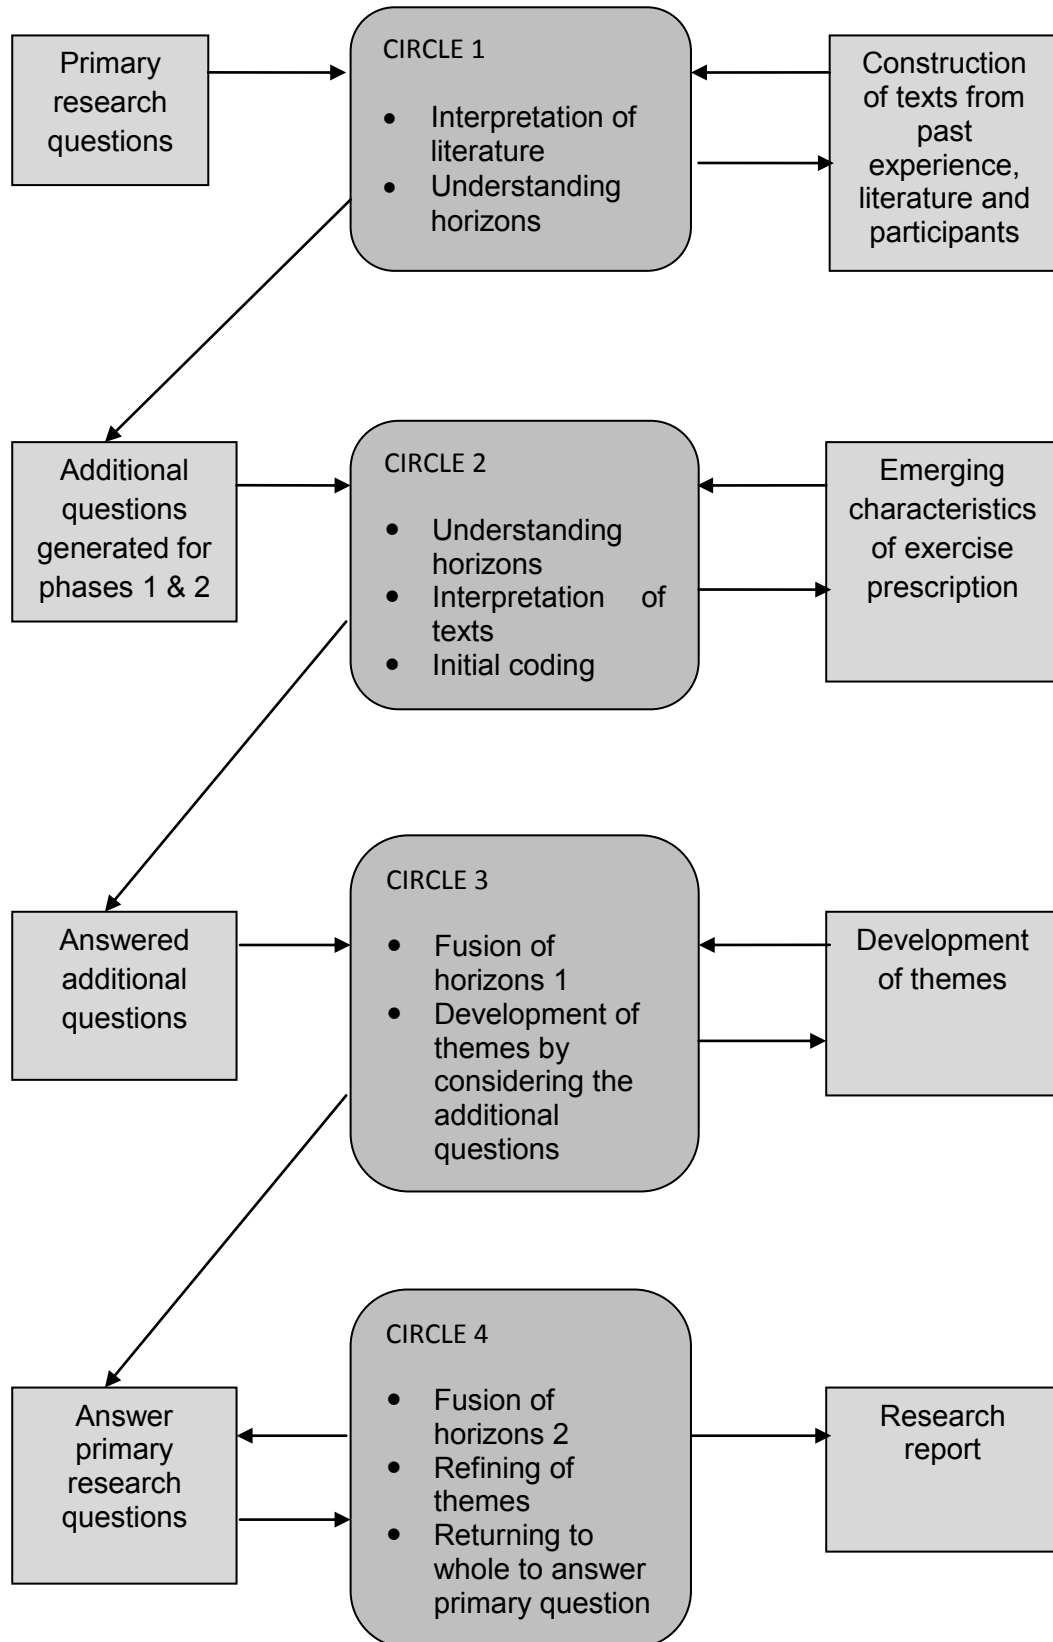 Primary
research
questions
CIRCLE 1
• Interpretation of
literature
• Understanding
horizons
Construction
of texts from
past
experience,
literature and
participants
Additional
questions
generated for
phases 1 & 2
CIRCLE 2
• Understanding
horizons
• Interpretation of
texts
• Initial coding
Emerging
characteristics
of exercise
prescription
Answered
additional
questions
CIRCLE 3
• Fusion of
horizons 1
• Development of
themes by
considering the
additional
questions
Development
of themes
Answer
primary
research
questions
CIRCLE 4
• Fusion of
horizons 2
• Refining of
themes
• Returning to
whole to answer
primary question
Research
report